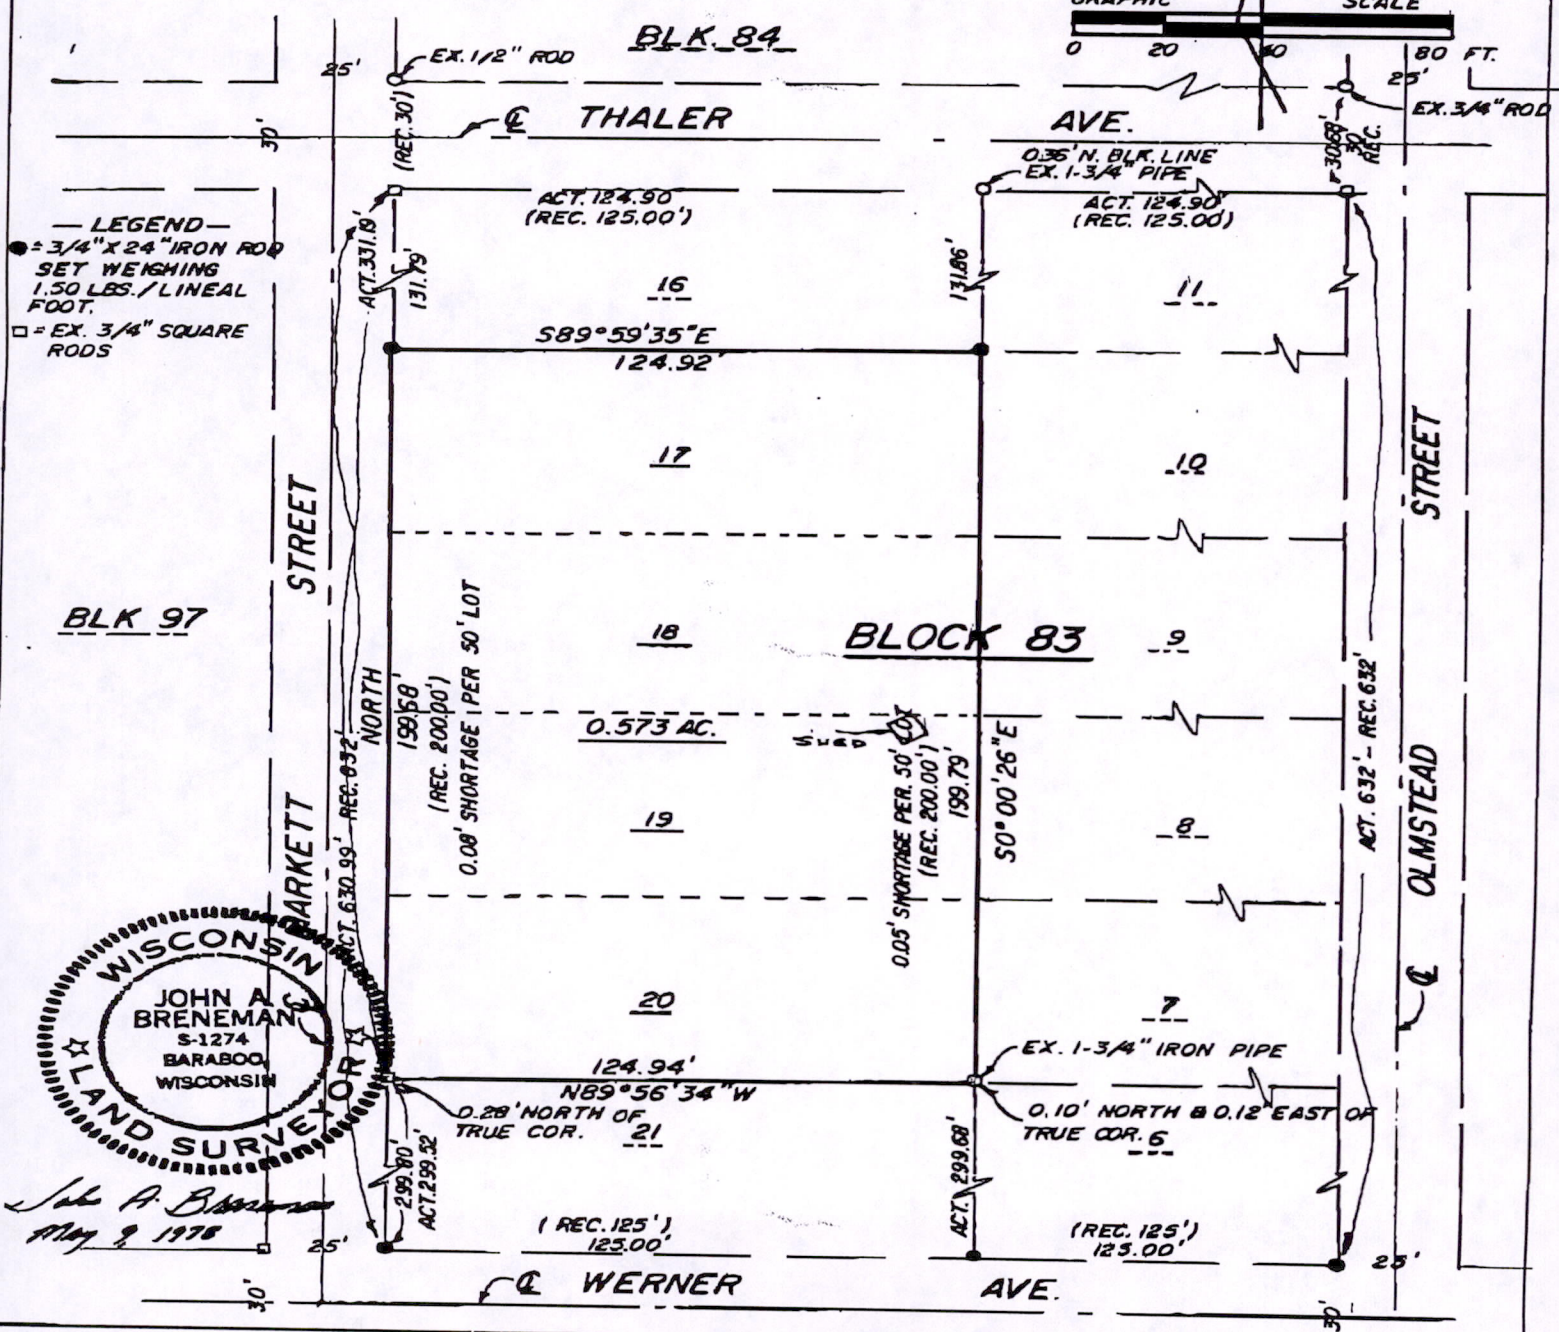 GRAPHIC SCALE
0 20 40 80 FT.
BLK. 84
25'
EX. 1/2" ROD
25'
EX. 3/4" ROD
(REC. 30')
30'
℄ THALER AVE.
30.68'
30
REC.
0.36' N. BLK. LINE
EX. 1-3/4" PIPE
ACT. 124.90
(REC. 125.00')
ACT. 124.90'
(REC. 125.00')
— LEGEND —
● = 3/4" X 24" IRON ROD
SET WEIGHING
1.50 LBS. / LINEAL
FOOT.
□ = EX. 3/4" SQUARE
RODS
ACT. 331.19'
131.79'
131.86'
16
11
S89°59'35"E
124.92'
17
10
STREET
STREET
BLK 97
18
BLOCK 83
9
NORTH
199.68'
(REC. 200.00')
0.08' SHORTAGE PER 50' LOT
0.573 AC.
LOT
0.05' SHORTAGE PER. 50'
(REC. 200.00')
199.79'
S0°00'26"E
ACT. 632' - REC. 632'
ACT. 630.99' REC. 632'
MARKETT
OLMSTEAD
19
8
℄
WISCONSIN
JOHN A.
BRENEMAN
S-1274
BARABOO,
WISCONSIN
LAND SURVEYOR
℄
20
7
124.94'
N89°56'34"W
EX. 1-3/4" IRON PIPE
0.28' NORTH OF
TRUE COR.
21
0.10' NORTH & 0.12' EAST OF
TRUE COR.
6
299.80'
ACT. 299.52'
ACT. 299.68'
John A. Breneman
May 9, 1978
25'
(REC. 125')
125.00'
(REC. 125')
125.00'
25'
30'
℄ WERNER AVE.
30'